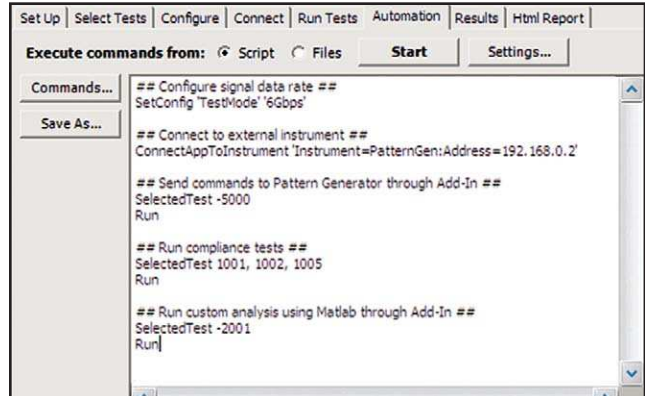 Set Up | Select Tests | Configure | Connect | Run Tests | Automation | Results | Html Report
Execute commands from: Script Files Start Settings...
Commands...
Save As...
## Configure signal data rate ##
SetConfig 'TestMode' '6Gbps'
## Connect to external instrument ##
ConnectAppToInstrument 'Instrument=PatternGen:Address=192.168.0.2'
## Send commands to Pattern Generator through Add-In ##
SelectedTest -5000
Run
## Run compliance tests ##
SelectedTest 1001, 1002, 1005
Run
## Run custom analysis using Matlab through Add-In ##
SelectedTest -2001
Run